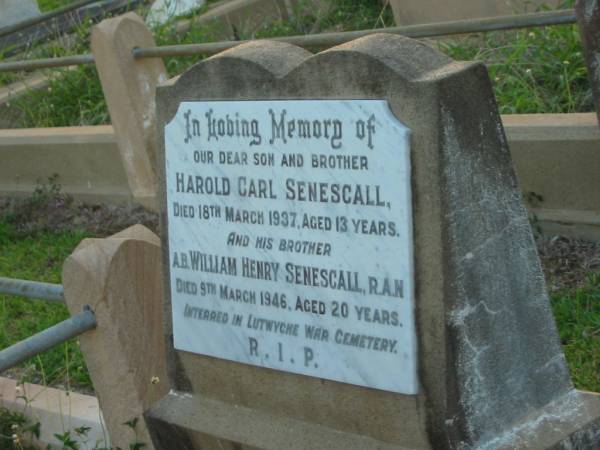 In Loving Memory of
OUR DEAR SON AND BROTHER
HAROLD CARL SENESCALL,
DIED 18TH MARCH 1937, AGED 13 YEARS.
AND HIS BROTHER
A.B. WILLIAM HENRY SENESCALL, R.A.N
DIED 9TH MARCH 1946, AGED 20 YEARS.
INTERRED IN LUTWYCHE WAR CEMETERY.
R.I.P.